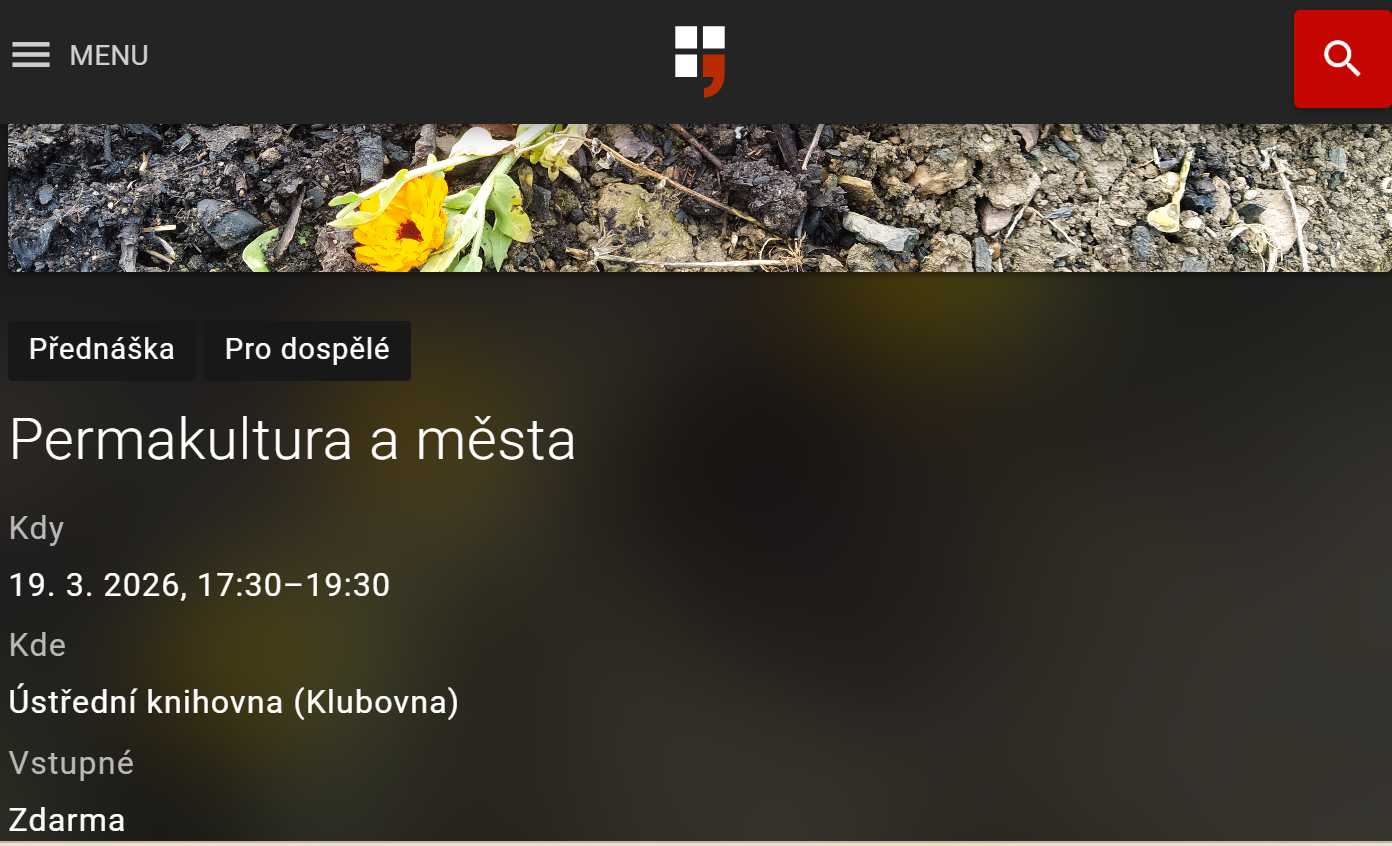 MENU
Přednáška
Pro dospělé
Permakultura a města
Kdy
19. 3. 2026, 17:30–19:30
Kde
Ústřední knihovna (Klubovna)
Vstupné
Zdarma